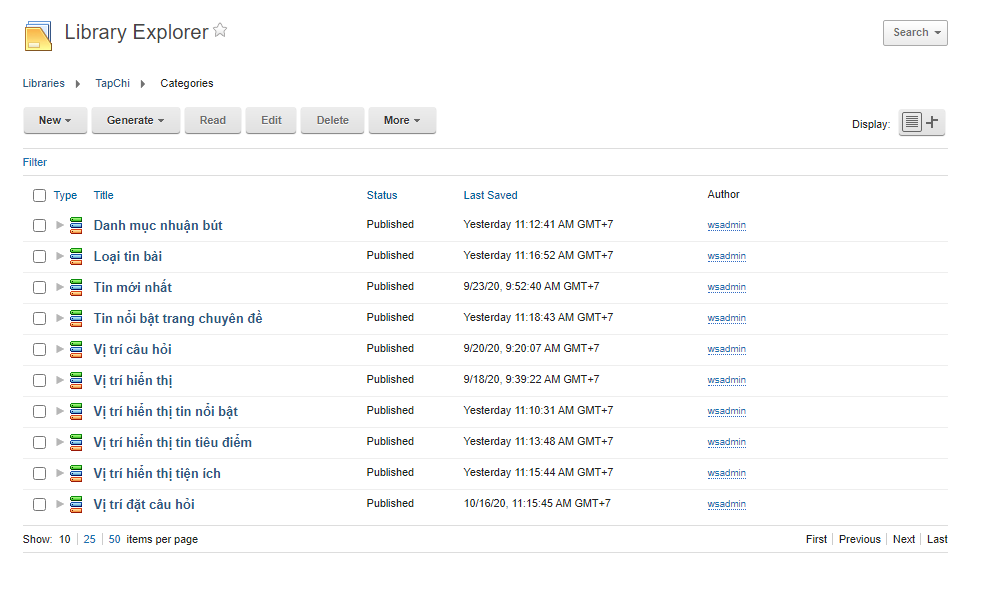 Library Explorer
Search
Libraries TapChi Categories
New Generate Read Edit Delete More
Display:
Filter
Type Title Status Last Saved Author
Danh mục nhuận bút Published Yesterday 11:12:41 AM GMT+7 wsadmin
Loại tin bài Published Yesterday 11:16:52 AM GMT+7 wsadmin
Tin mới nhất Published 9/23/20, 9:52:40 AM GMT+7 wsadmin
Tin nổi bật trang chuyên đề Published Yesterday 11:18:43 AM GMT+7 wsadmin
Vị trí câu hỏi Published 9/20/20, 9:20:07 AM GMT+7 wsadmin
Vị trí hiển thị Published 9/18/20, 9:39:22 AM GMT+7 wsadmin
Vị trí hiển thị tin nổi bật Published Yesterday 11:10:31 AM GMT+7 wsadmin
Vị trí hiển thị tin tiêu điểm Published Yesterday 11:13:48 AM GMT+7 wsadmin
Vị trí hiển thị tiện ích Published Yesterday 11:15:44 AM GMT+7 wsadmin
Vị trí đặt câu hỏi Published 10/16/20, 11:15:45 AM GMT+7 wsadmin
Show: 10 25 50 items per page First Previous Next Last